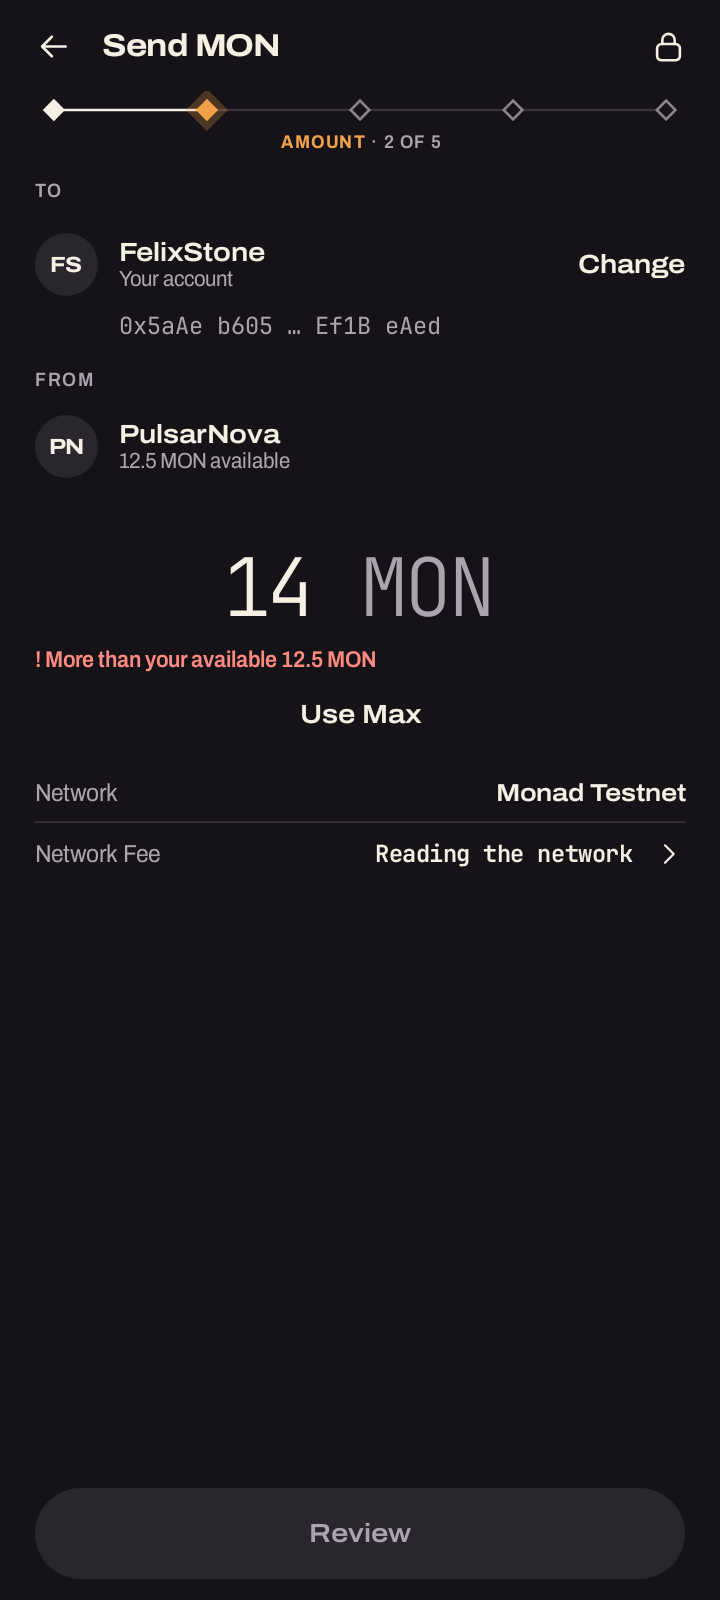 Send MON
AMOUNT · 2 OF 5
TO
FS
FelixStone
Your account
Change
0x5aAe b605 … Ef1B eAed
FROM
PN
PulsarNova
12.5 MON available
14 MON
! More than your available 12.5 MON
Use Max
Network
Monad Testnet
Network Fee
Reading the network
Review